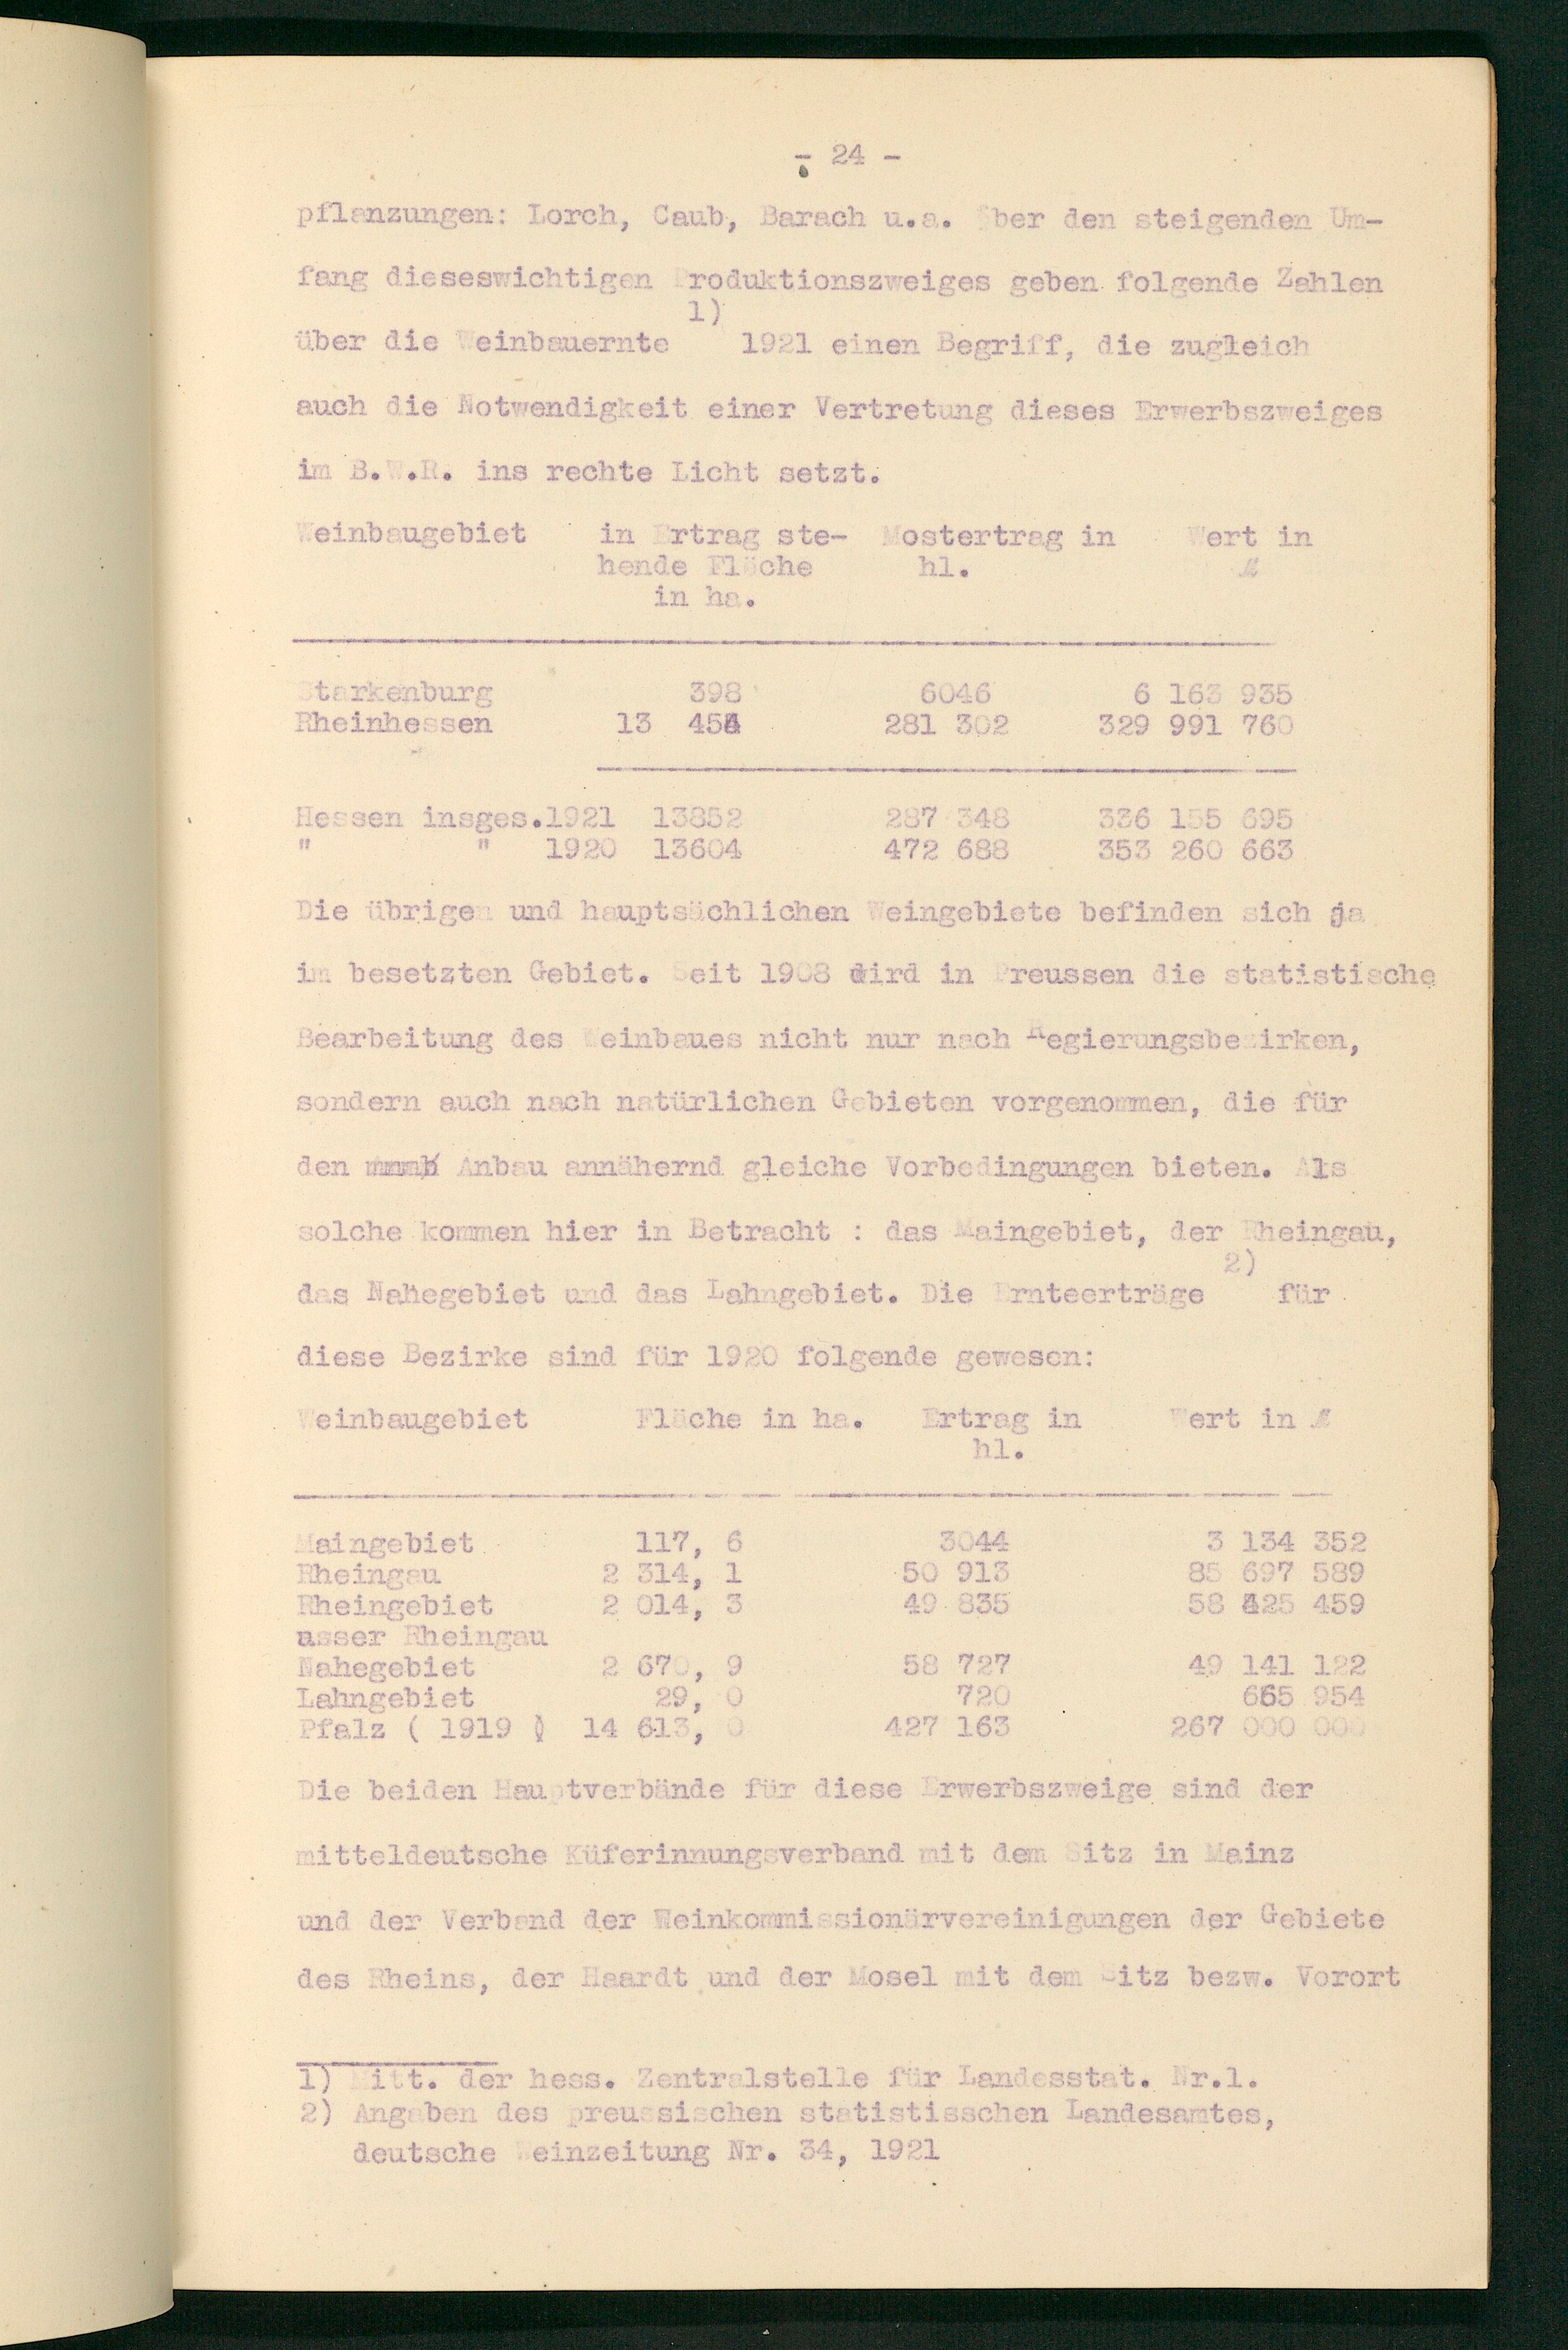 - 24 -
pflanzungen: Lorch, Caub, Barach u.a. über den steigenden Um-
fang dieseswichtigen Produktionszweiges geben folgende Zahlen
über die Weinbauernte 1) 1921 einen Begriff, die zugleich
auch die Notwendigkeit einer Vertretung dieses Erwerbszweiges
im B.W.R. ins rechte Licht setzt.
Weinbaugebiet in Ertrag ste- Mostertrag in Wert in
hende Fläche hl. ℳ
in ha.
Starkenburg 398 6046 6 163 935
Rheinhessen 13 454 281 302 329 991 760
Hessen insges.1921 13852 287 348 336 155 695
" " 1920 13604 472 688 353 260 663
Die übrigen und hauptsächlichen Weingebiete befinden sich ja
im besetzten Gebiet. Seit 1908 wird in Preussen die statistische
Bearbeitung des Weinbaues nicht nur nach Regierungsbezirken,
sondern auch nach natürlichen Gebieten vorgenommen, die für
den Anbau annähernd gleiche Vorbedingungen bieten. Als
solche kommen hier in Betracht : das Maingebiet, der Rheingau,
das Nahegebiet und das Lahngebiet. Die Ernteerträge 2) für
diese Bezirke sind für 1920 folgende gewesen:
Weinbaugebiet Fläche in ha. Ertrag in Wert in ℳ
hl.
Maingebiet 117, 6 3044 3 134 352
Rheingau 2 314, 1 50 913 85 697 589
Rheingebiet 2 014, 3 49 835 58 425 459
usser Rheingau
Nahegebiet 2 670, 9 58 727 49 141 122
Lahngebiet 29, 0 720 665 954
Pfalz ( 1919 ) 14 613, 0 427 163 267 000 000
Die beiden Hauptverbände für diese Erwerbszweige sind der
mitteldeutsche Küferinnungsverband mit dem Sitz in Mainz
und der Verband der Weinkommissionärvereinigungen der Gebiete
des Rheins, der Haardt und der Mosel mit dem Sitz bezw. Vorort
1) Mitt. der hess. Zentralstelle für Landesstat. Nr.1.
2) Angaben des preussischen statistisschen Landesamtes,
deutsche Weinzeitung Nr. 34, 1921